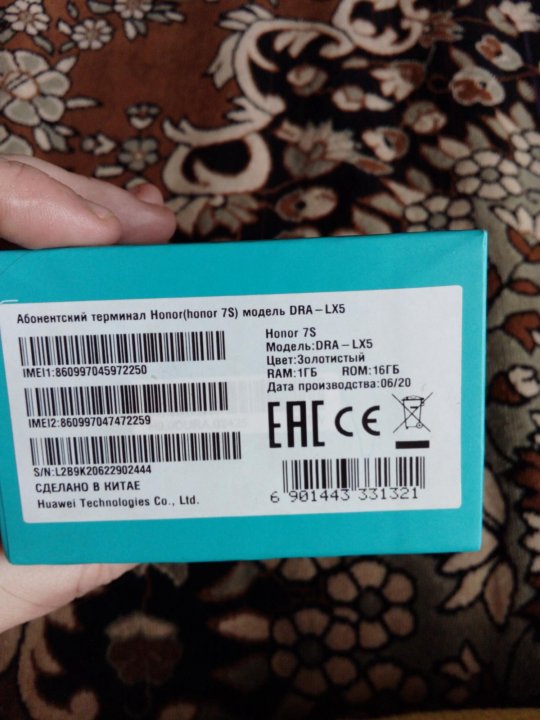 Абонентский терминал Honor(honor 7S) модель DRA – LX5
IMEI1:860997045972250
IMEI2:860997047472259
S/N:L2B9K20622902444
СДЕЛАНО В КИТАЕ
Huawei Technologies Co., Ltd.
Honor 7S
Модель:DRA – LX5
Цвет:Золотистый
RAM:1ГБ ROM:16ГБ
Дата производства:06/20
EAC CE
6 901443 331321